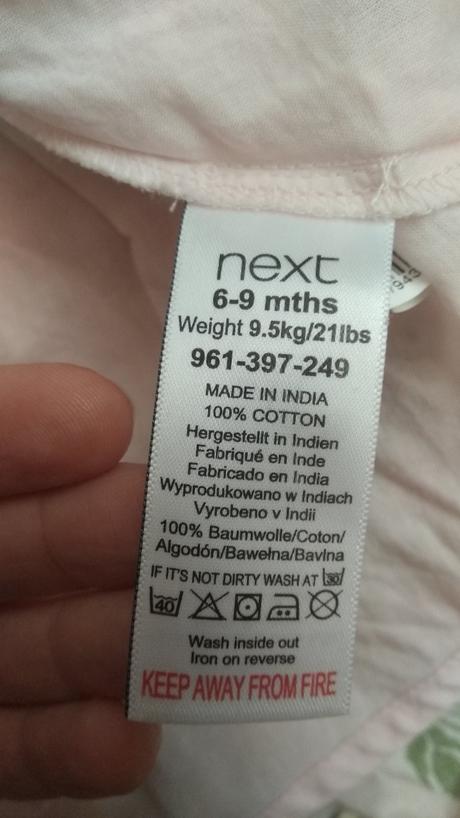 next
6-9 mths
Weight 9.5kg/21lbs
961-397-249
MADE IN INDIA
100% COTTON
Hergestellt in Indien
Fabriqué en Inde
Fabricado en India
Wyprodukowano w Indiach
Vyrobeno v Indii
100% Baumwolle/Coton/
Algodón/Bawełna/Bavlna
IF IT'S NOT DIRTY WASH AT 30
40
Wash inside out
Iron on reverse
KEEP AWAY FROM FIRE